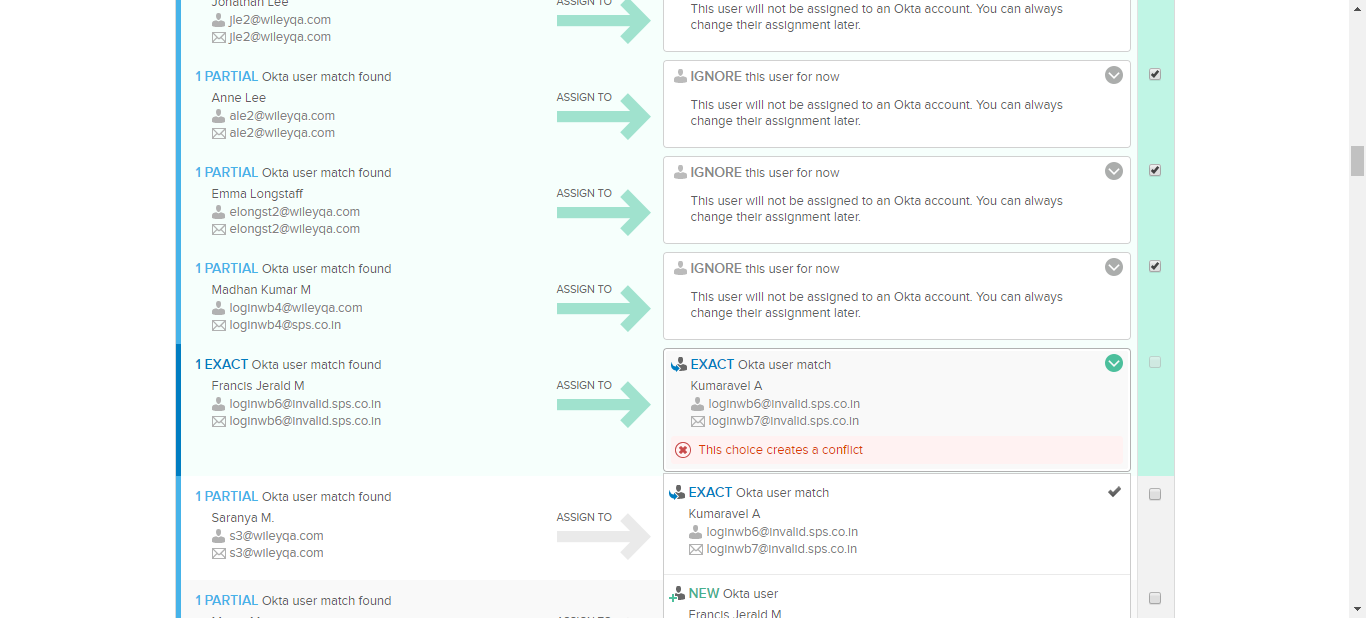 Jonathan Lee
ASSIGN TO
jle2@wileyqa.com
jle2@wileyqa.com
This user will not be assigned to an Okta account. You can always
change their assignment later.
1 PARTIAL Okta user match found
Anne Lee
ale2@wileyqa.com
ale2@wileyqa.com
ASSIGN TO
IGNORE this user for now
This user will not be assigned to an Okta account. You can always
change their assignment later.
1 PARTIAL Okta user match found
Emma Longstaff
elongst2@wileyqa.com
elongst2@wileyqa.com
ASSIGN TO
IGNORE this user for now
This user will not be assigned to an Okta account. You can always
change their assignment later.
1 PARTIAL Okta user match found
Madhan Kumar M
loginwb4@wileyqa.com
loginwb4@sps.co.in
ASSIGN TO
IGNORE this user for now
This user will not be assigned to an Okta account. You can always
change their assignment later.
1 EXACT Okta user match found
Francis Jerald M
loginwb6@invalid.sps.co.in
loginwb6@invalid.sps.co.in
ASSIGN TO
EXACT Okta user match
Kumaravel A
loginwb6@invalid.sps.co.in
loginwb7@invalid.sps.co.in
This choice creates a conflict
1 PARTIAL Okta user match found
Saranya M.
s3@wileyqa.com
s3@wileyqa.com
ASSIGN TO
EXACT Okta user match
Kumaravel A
loginwb6@invalid.sps.co.in
loginwb7@invalid.sps.co.in
1 PARTIAL Okta user match found
NEW Okta user
Francis Jerald M